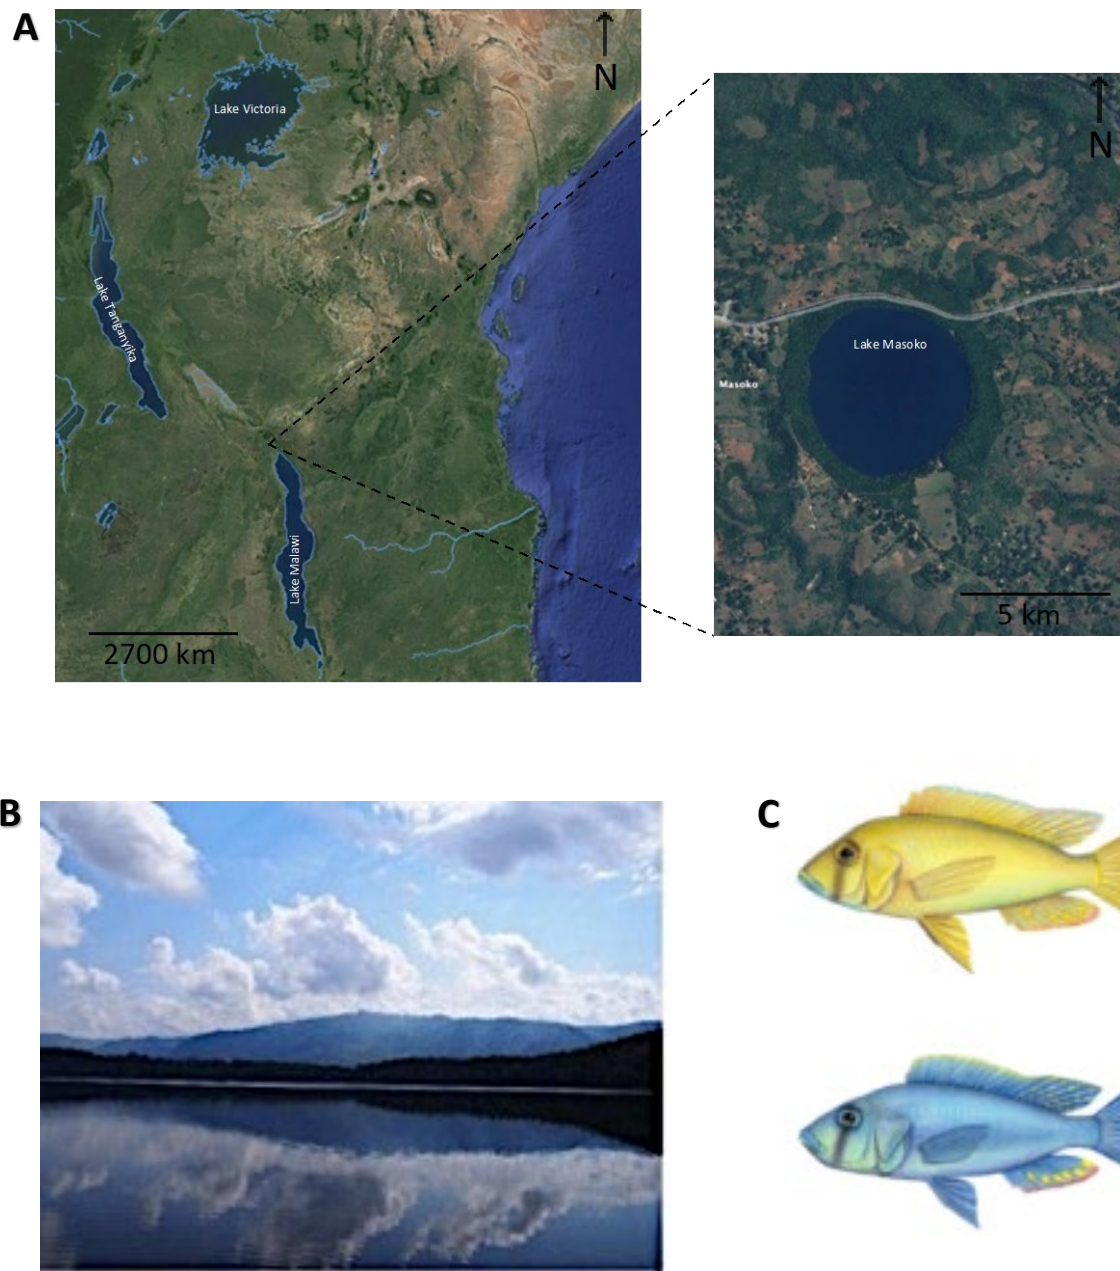 A
Lake Victoria
N
Lake Tanganyika
Lake Malawi
2700 km
N
Lake Masoko
Masoko
5 km
B
C